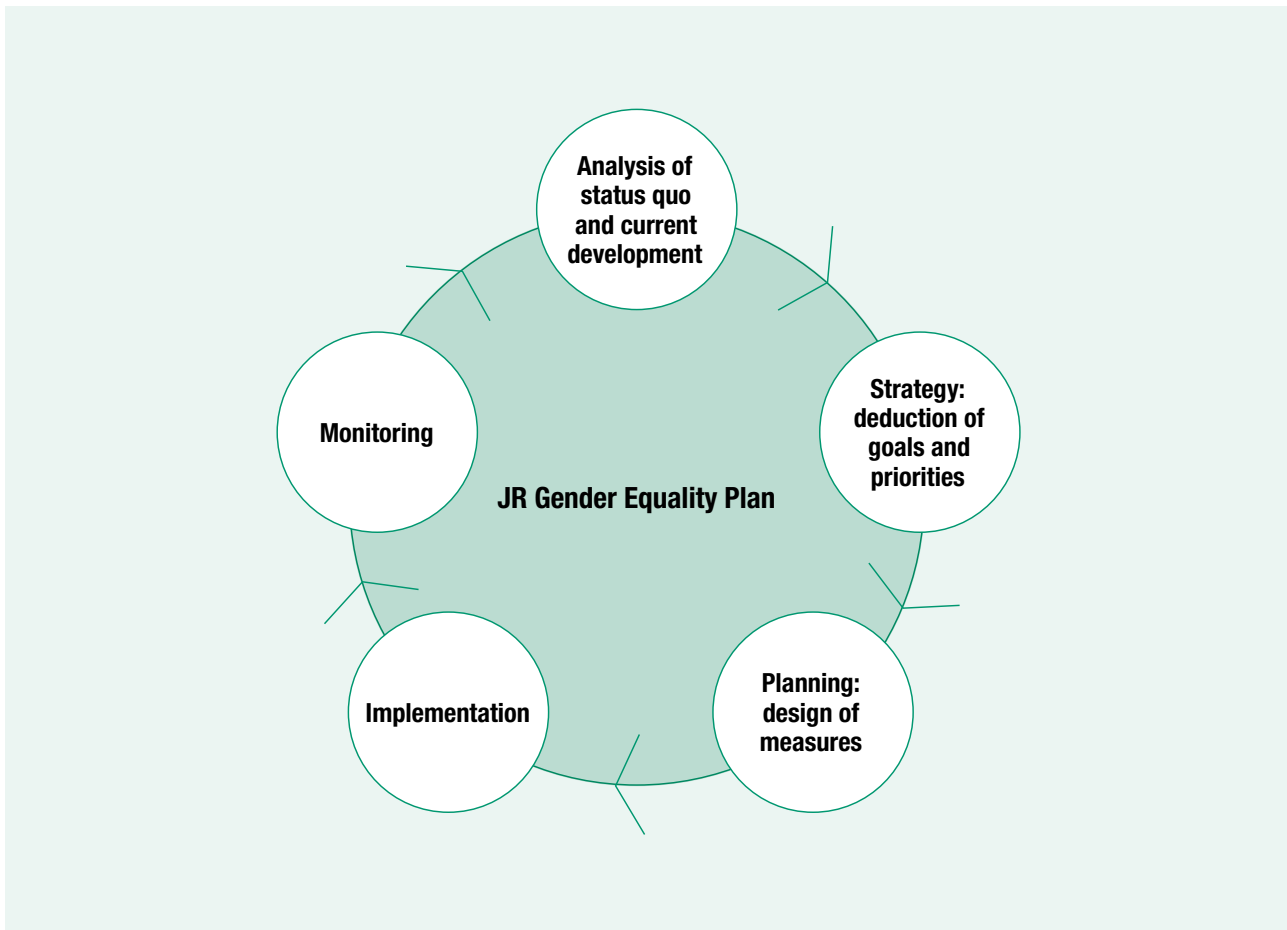 Analysis of
status quo
and current
development
Strategy:
deduction of
goals and
priorities
Monitoring
JR Gender Equality Plan
Planning:
design of
measures
Implementation